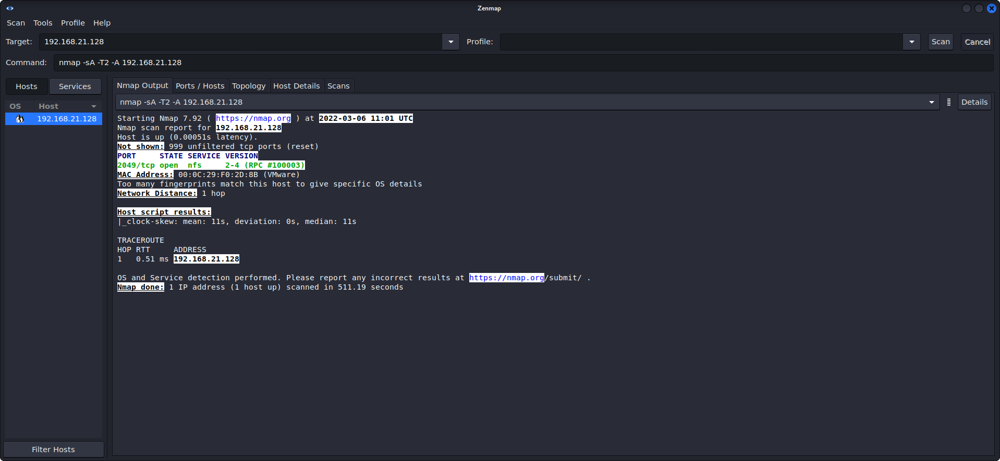 Zenmap
Scan Tools Profile Help
Target: 192.168.21.128 Profile: Scan Cancel
Command: nmap -sA -T2 -A 192.168.21.128
Hosts Services
OS Host
192.168.21.128
Filter Hosts
Nmap Output Ports / Hosts Topology Host Details Scans
nmap -sA -T2 -A 192.168.21.128 Details
Starting Nmap 7.92 ( https://nmap.org ) at 2022-03-06 11:01 UTC
Nmap scan report for 192.168.21.128
Host is up (0.00051s latency).
Not shown: 999 unfiltered tcp ports (reset)
PORT     STATE SERVICE VERSION
2049/tcp open  nfs     2-4 (RPC #100003)
MAC Address: 00:0C:29:F0:2D:8B (VMware)
Too many fingerprints match this host to give specific OS details
Network Distance: 1 hop
Host script results:
|_clock-skew: mean: 11s, deviation: 0s, median: 11s
TRACEROUTE
HOP RTT     ADDRESS
1   0.51 ms 192.168.21.128
OS and Service detection performed. Please report any incorrect results at https://nmap.org/submit/ .
Nmap done: 1 IP address (1 host up) scanned in 511.19 seconds